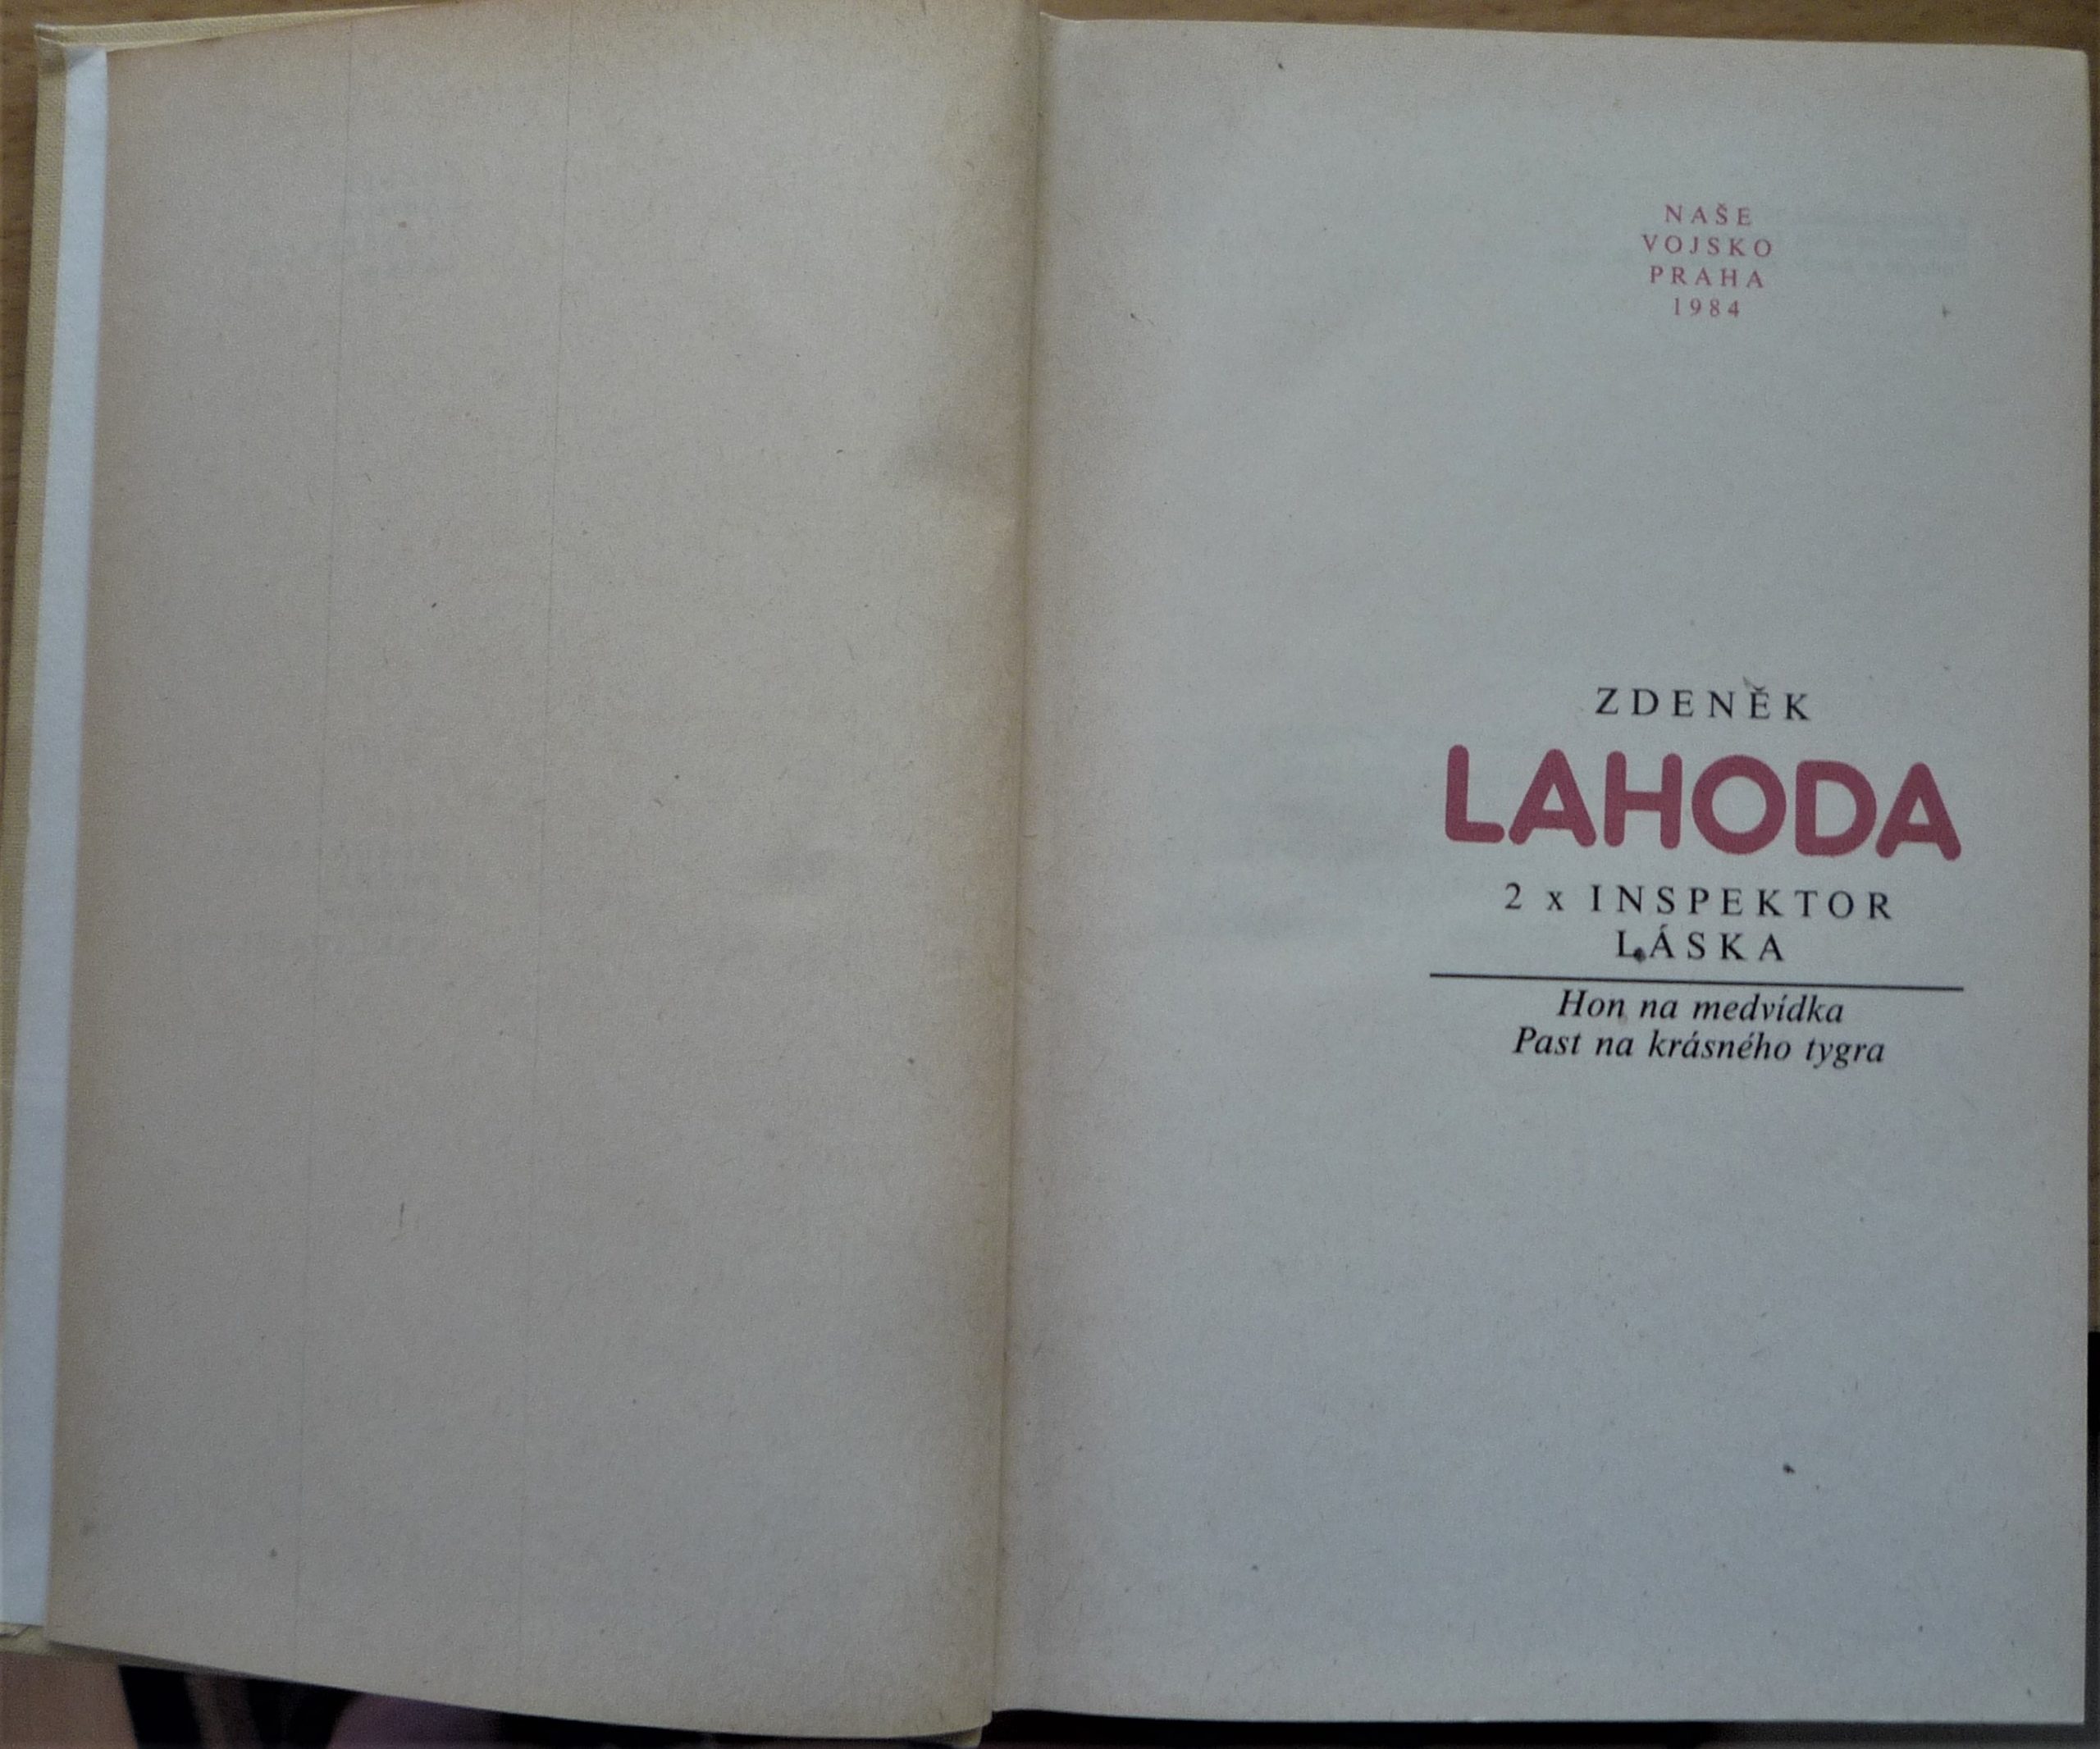 NAŠE
VOJSKO
PRAHA
1984
ZDENĚK
LAHODA
2 x INSPEKTOR
LÁSKA
Hon na medvídka
Past na krásného tygra